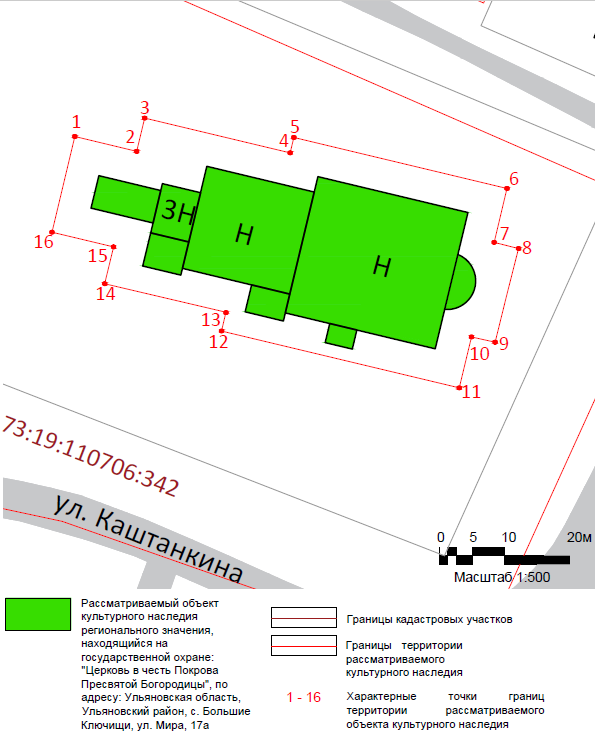 1
2
3
4
5
6
7
8
9
10
11
12
13
14
15
16
3Н
Н
Н
73:19:110706:342
ул. Каштанкина
0 5 10 20м
Масштаб 1:500
Рассматриваемый объект
культурного наследия
регионального значения,
находящийся на
государственной охране:
"Церковь в честь Покрова
Пресвятой Богородицы", по
адресу: Ульяновская область,
Ульяновский район, с. Большие
Ключищи, ул. Мира, 17а
Границы кадастровых участков
Границы территории
рассматриваемого
культурного наследия
1 - 16
Характерные точки границ
территории рассматриваемого
объекта культурного наследия